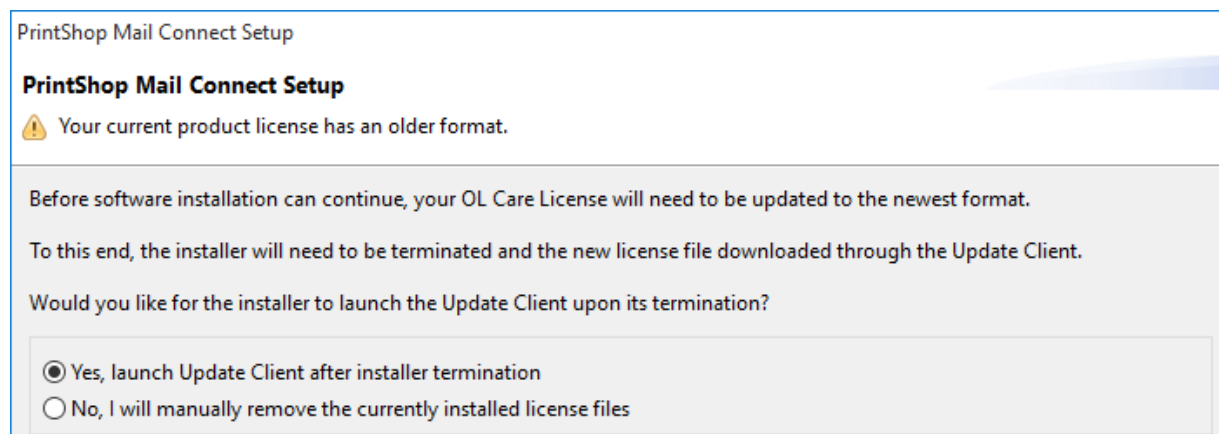 PrintShop Mail Connect Setup
PrintShop Mail Connect Setup
Your current product license has an older format.
Before software installation can continue, your OL Care License will need to be updated to the newest format.
To this end, the installer will need to be terminated and the new license file downloaded through the Update Client.
Would you like for the installer to launch the Update Client upon its termination?
Yes, launch Update Client after installer termination
No, I will manually remove the currently installed license files